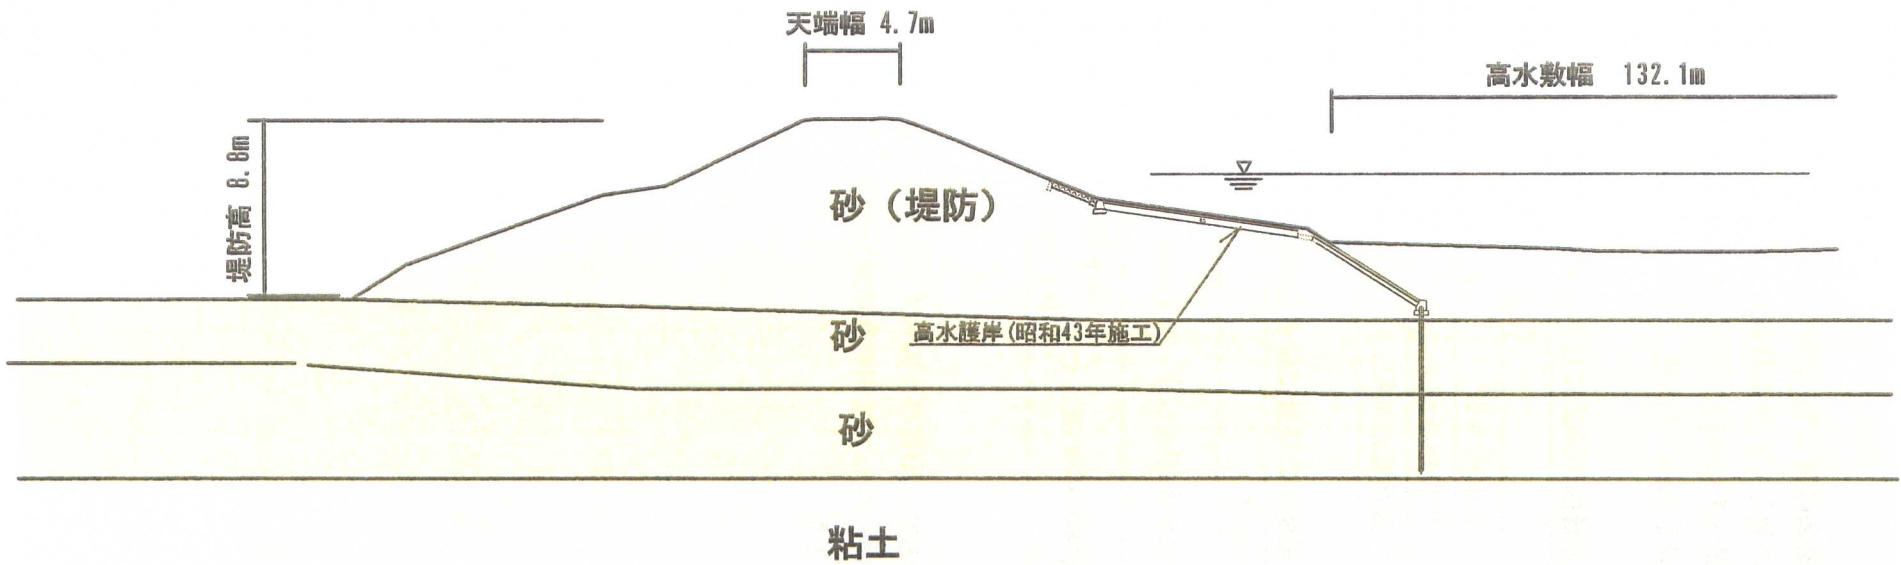 天端幅 4.7m
高水敷幅 132.1m
堤防高 8.8m
砂（堤防）
砂
高水護岸(昭和43年施工)
砂
粘土